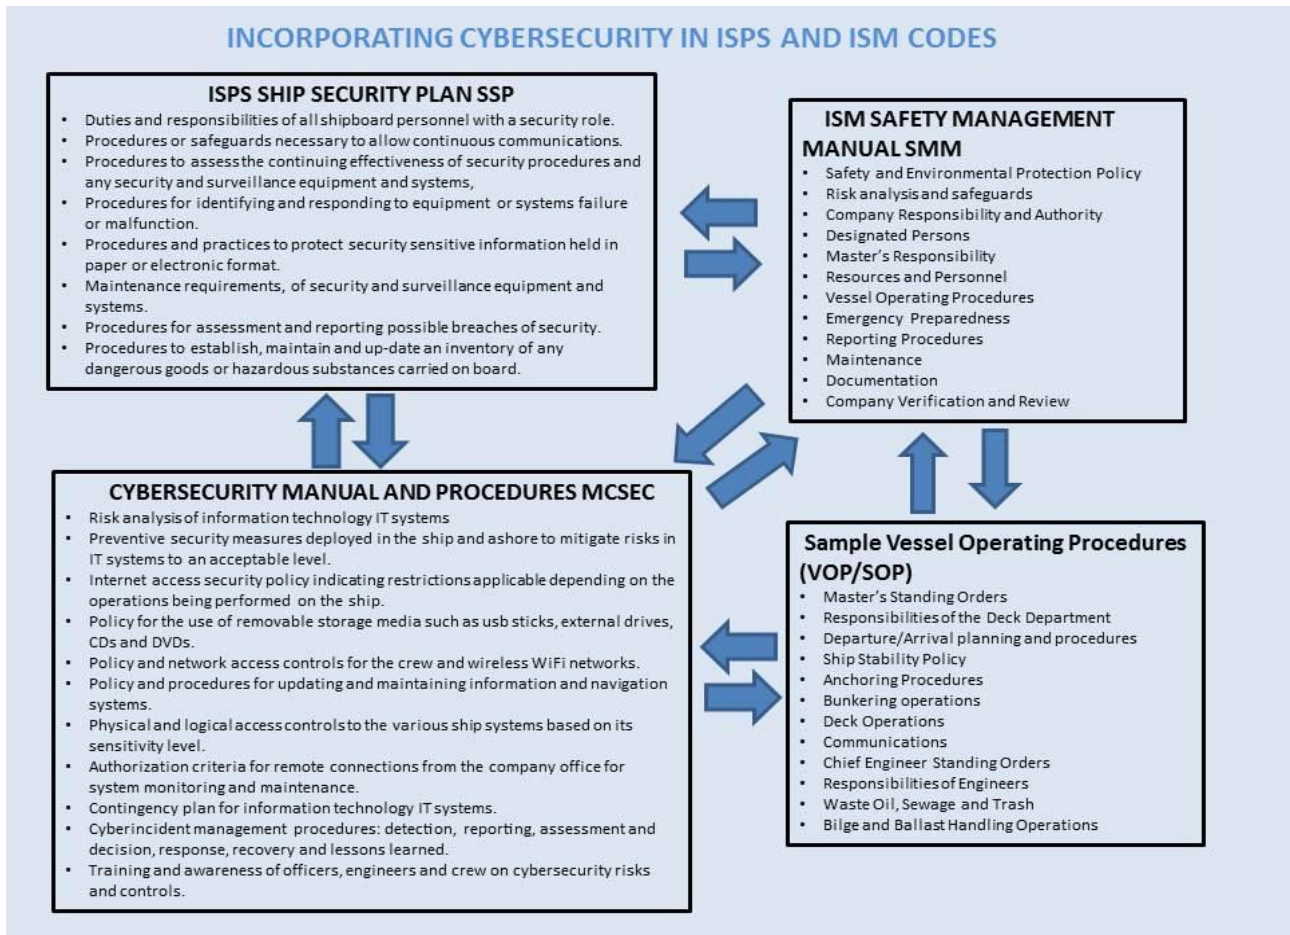 INCORPORATING CYBERSECURITY IN ISPS AND ISM CODES
ISPS SHIP SECURITY PLAN SSP
• Duties and responsibilities of all shipboard personnel with a security role.
• Procedures or safeguards necessary to allow continuous communications.
• Procedures to assess the continuing effectiveness of security procedures and
any security and surveillance equipment and systems,
• Procedures for identifying and responding to equipment or systems failure
or malfunction.
• Procedures and practices to protect security sensitive information held in
paper or electronic format.
• Maintenance requirements, of security and surveillance equipment and
systems.
• Procedures for assessment and reporting possible breaches of security.
• Procedures to establish, maintain and up-date an inventory of any
dangerous goods or hazardous substances carried on board.
ISM SAFETY MANAGEMENT
MANUAL SMM
• Safety and Environmental Protection Policy
• Risk analysis and safeguards
• Company Responsibility and Authority
• Designated Persons
• Master's Responsibility
• Resources and Personnel
• Vessel Operating Procedures
• Emergency Preparedness
• Reporting Procedures
• Maintenance
• Documentation
• Company Verification and Review
CYBERSECURITY MANUAL AND PROCEDURES MCSEC
• Risk analysis of information technology IT systems
• Preventive security measures deployed in the ship and ashore to mitigate risks in
IT systems to an acceptable level.
• Internet access security policy indicating restrictions applicable depending on the
operations being performed on the ship.
• Policy for the use of removable storage media such as usb sticks, external drives,
CDs and DVDs.
• Policy and network access controls for the crew and wireless WiFi networks.
• Policy and procedures for updating and maintaining information and navigation
systems.
• Physical and logical access controls to the various ship systems based on its
sensitivity level.
• Authorization criteria for remote connections from the company office for
system monitoring and maintenance.
• Contingency plan for information technology IT systems.
• Cyberincident management procedures: detection, reporting, assessment and
decision, response, recovery and lessons learned.
• Training and awareness of officers, engineers and crew on cybersecurity risks
and controls.
Sample Vessel Operating Procedures
(VOP/SOP)
• Master's Standing Orders
• Responsibilities of the Deck Department
• Departure/Arrival planning and procedures
• Ship Stability Policy
• Anchoring Procedures
• Bunkering operations
• Deck Operations
• Communications
• Chief Engineer Standing Orders
• Responsibilities of Engineers
• Waste Oil, Sewage and Trash
• Bilge and Ballast Handling Operations